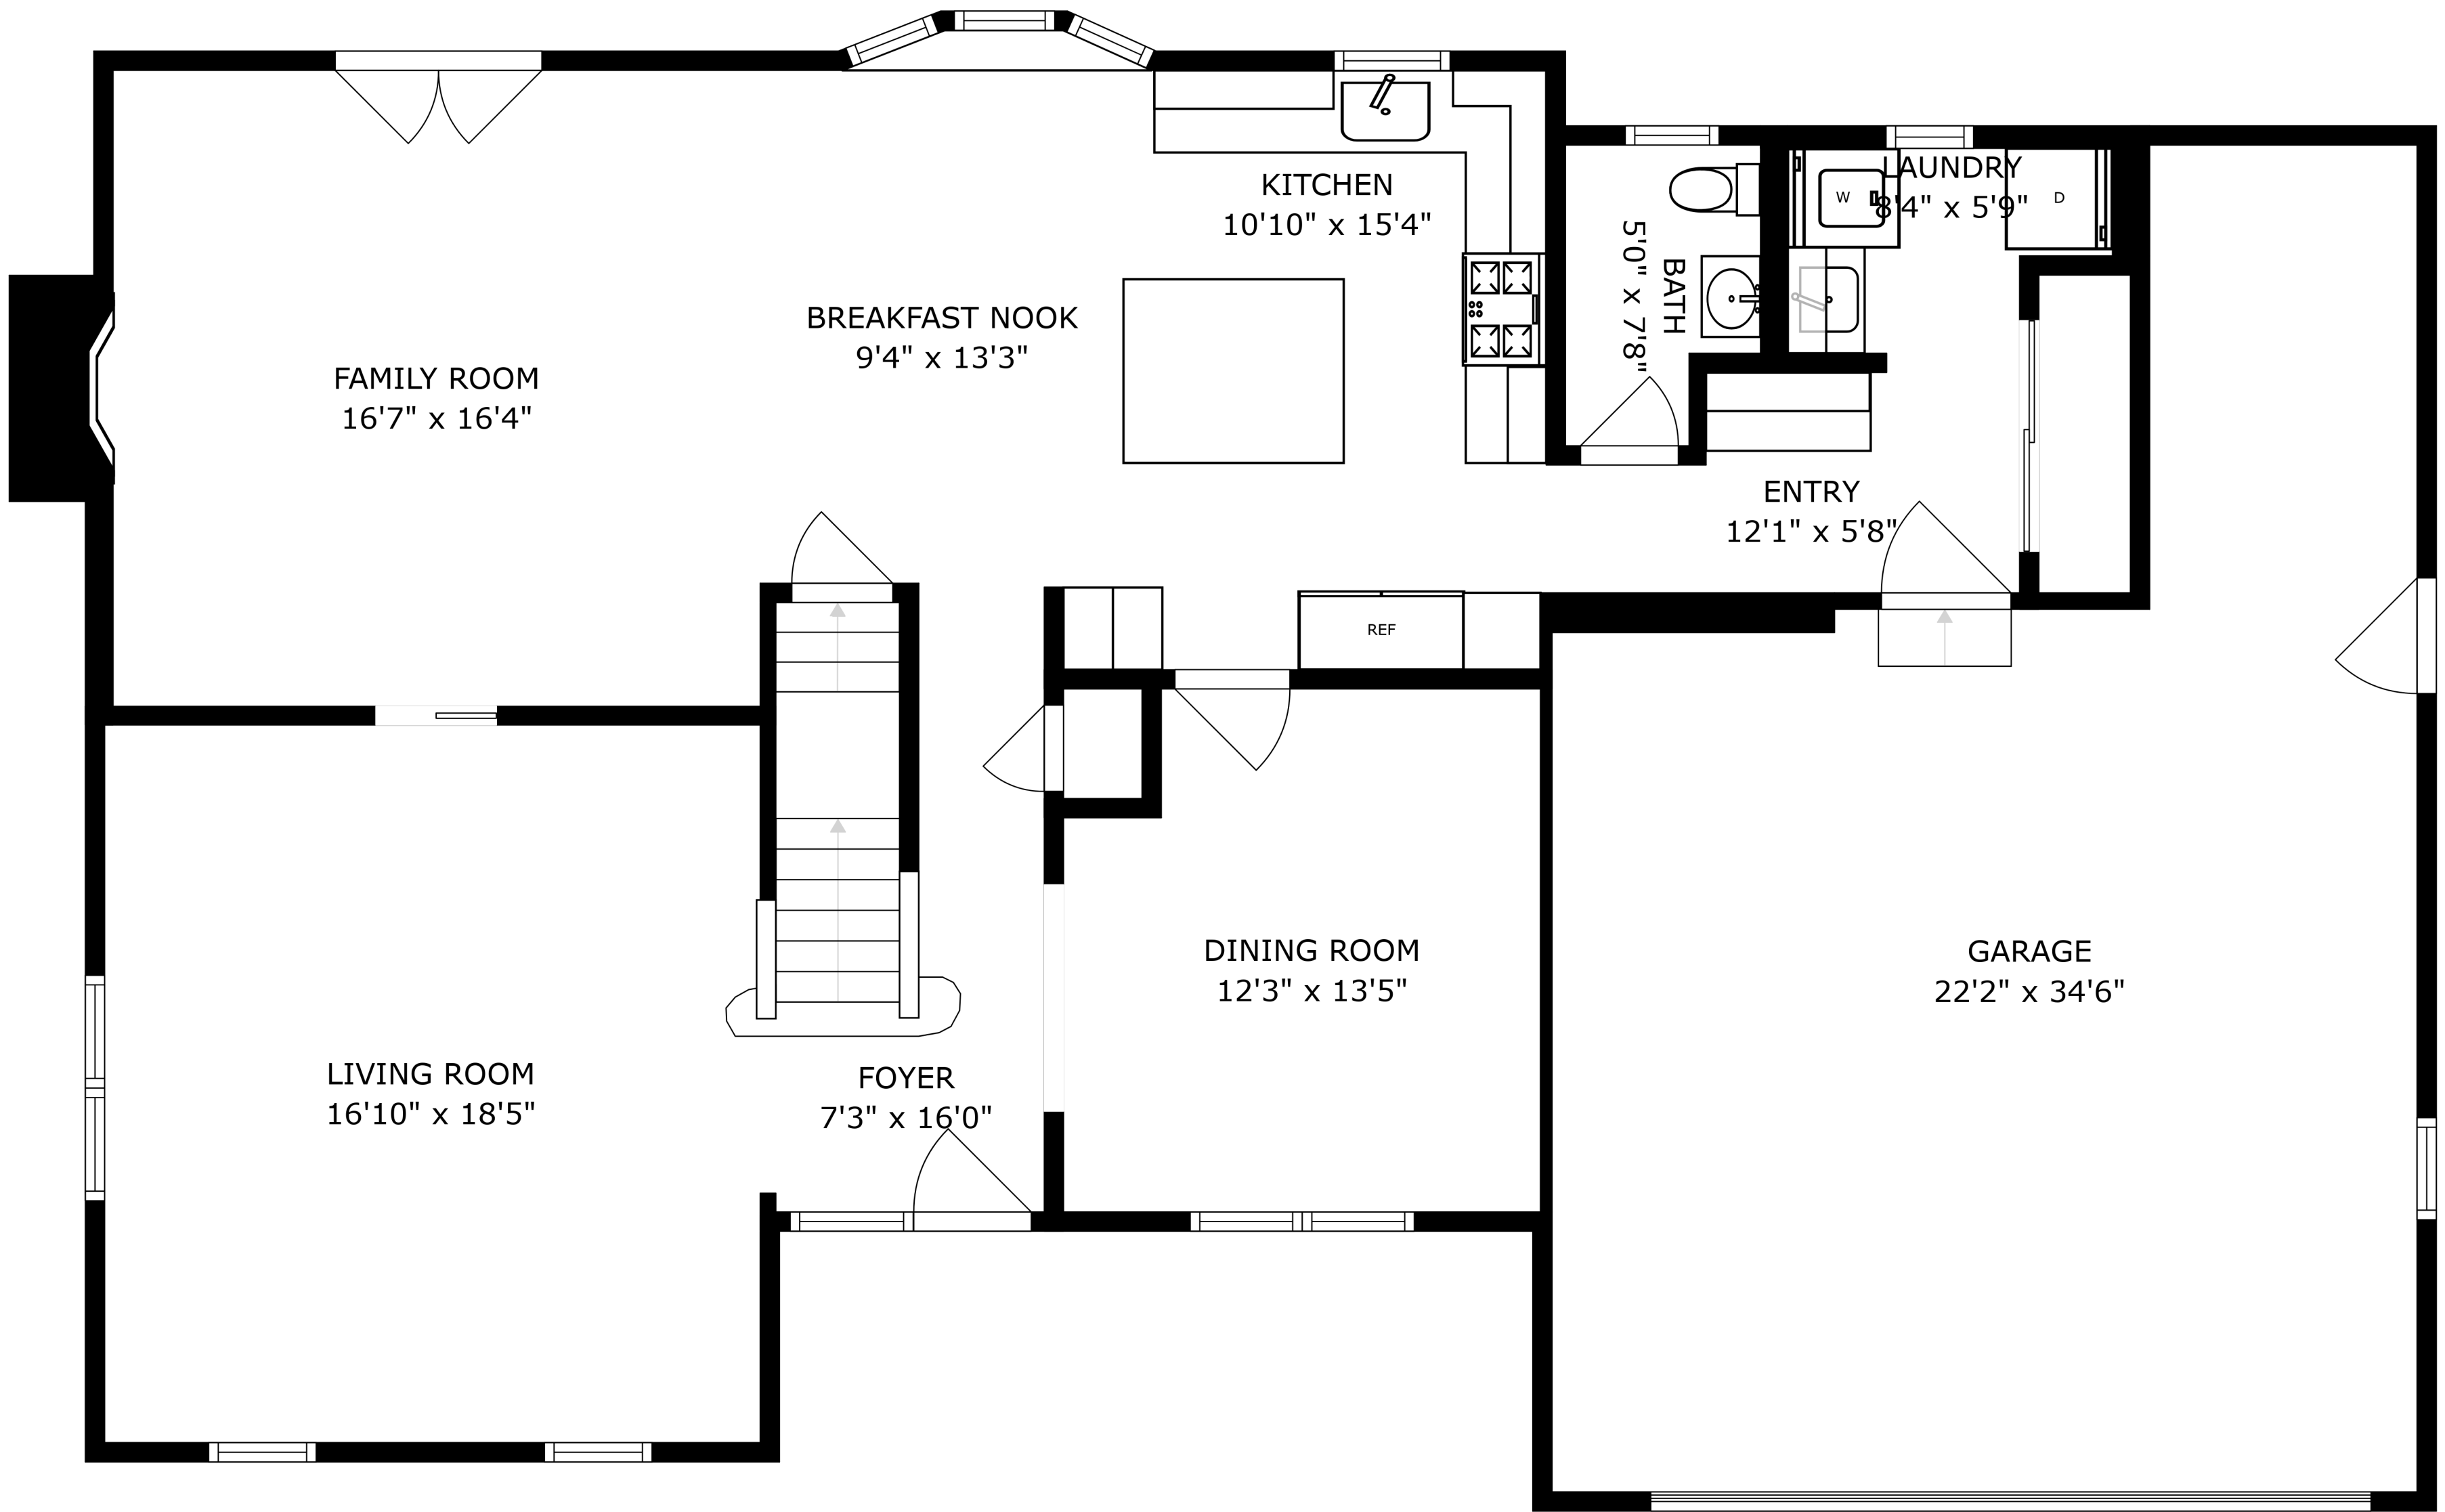 LAUNDRY
8'4" x 5'9"
W
D
KITCHEN
10'10" x 15'4"
BATH
5'0" x 7'8"
BREAKFAST NOOK
9'4" x 13'3"
FAMILY ROOM
16'7" x 16'4"
ENTRY
12'1" x 5'8"
REF
DINING ROOM
12'3" x 13'5"
GARAGE
22'2" x 34'6"
LIVING ROOM
16'10" x 18'5"
FOYER
7'3" x 16'0"